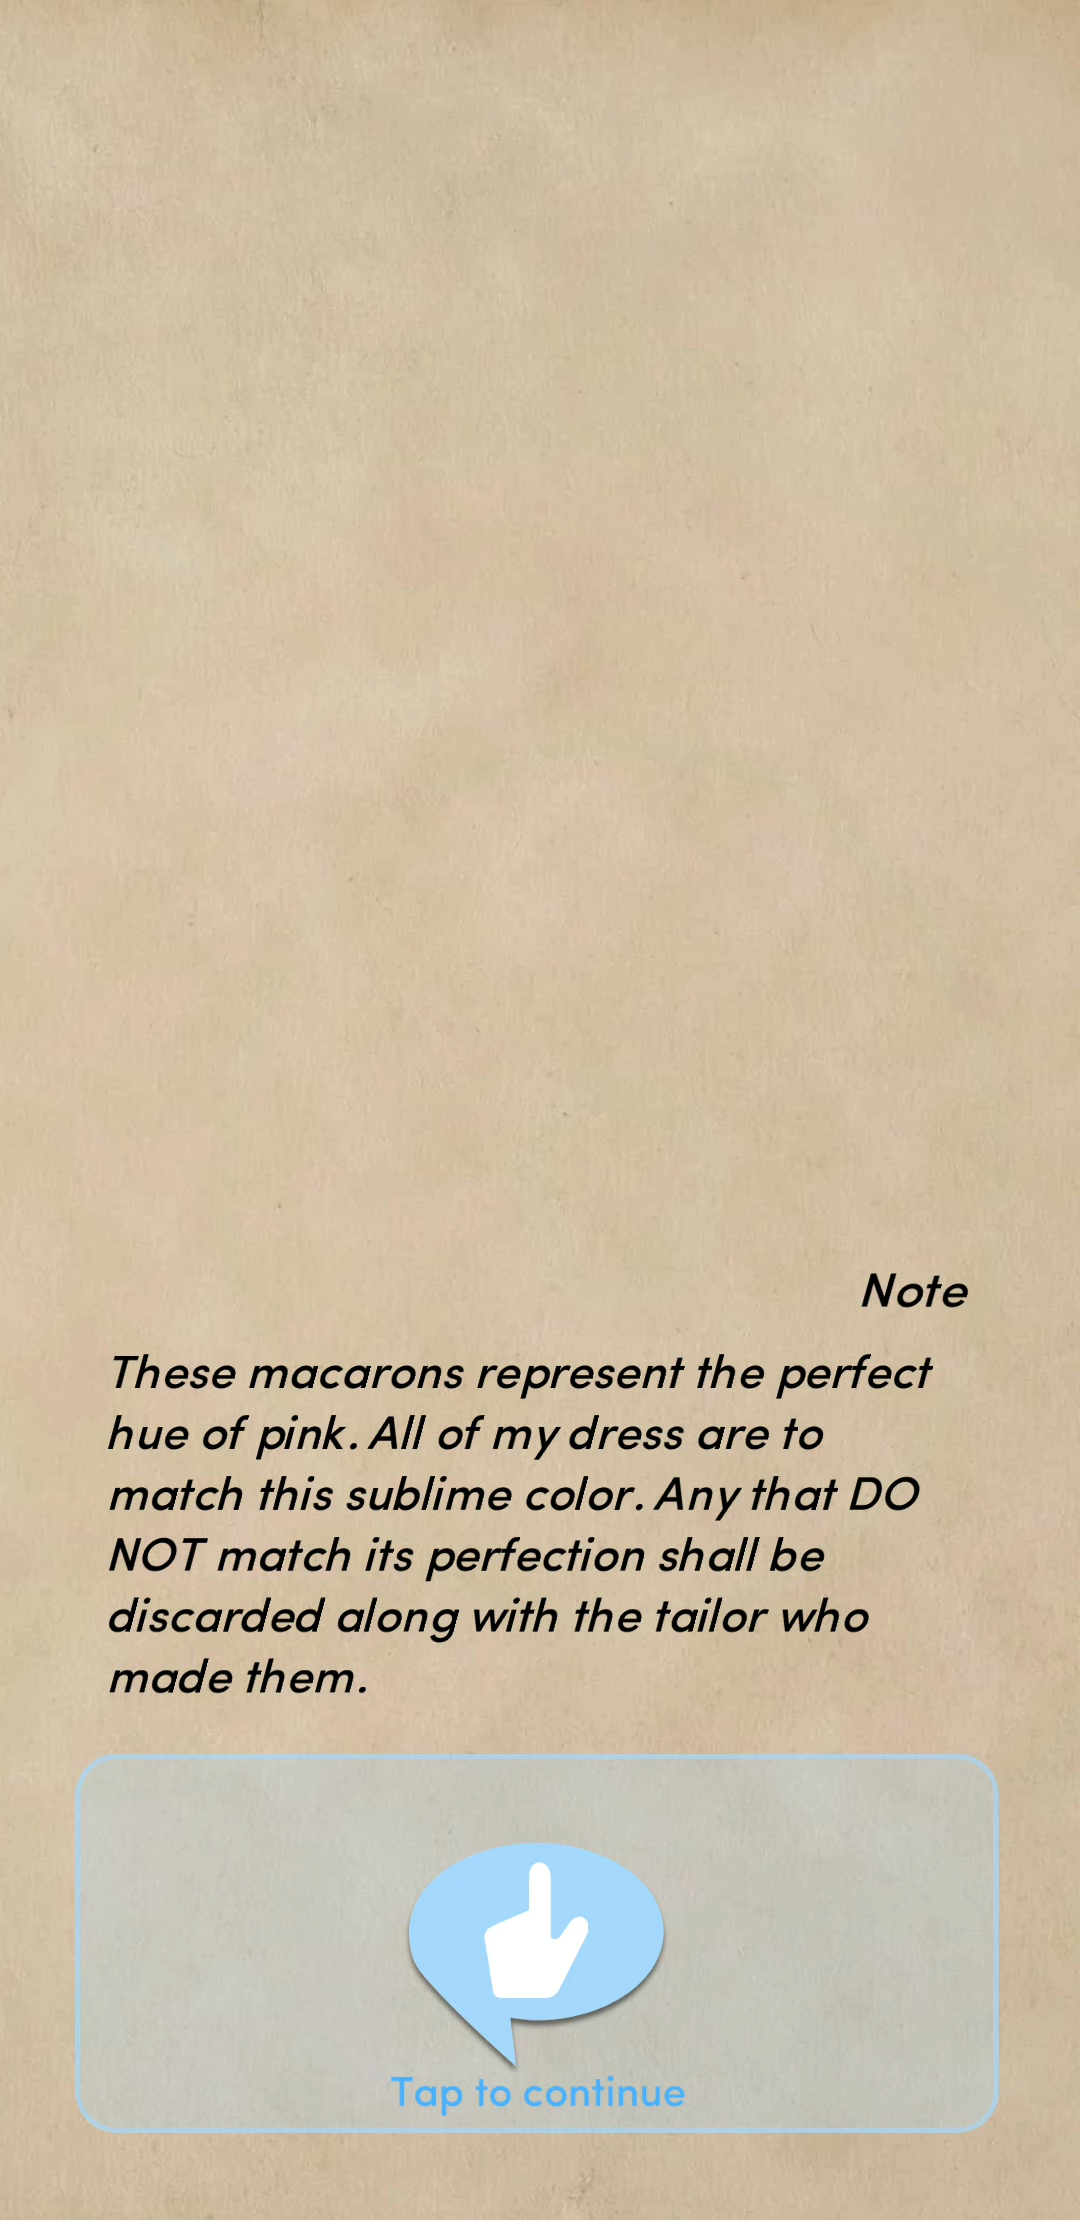 Note
These macarons represent the perfect
hue of pink. All of my dress are to
match this sublime color. Any that DO
NOT match its perfection shall be
discarded along with the tailor who
made them.
Tap to continue